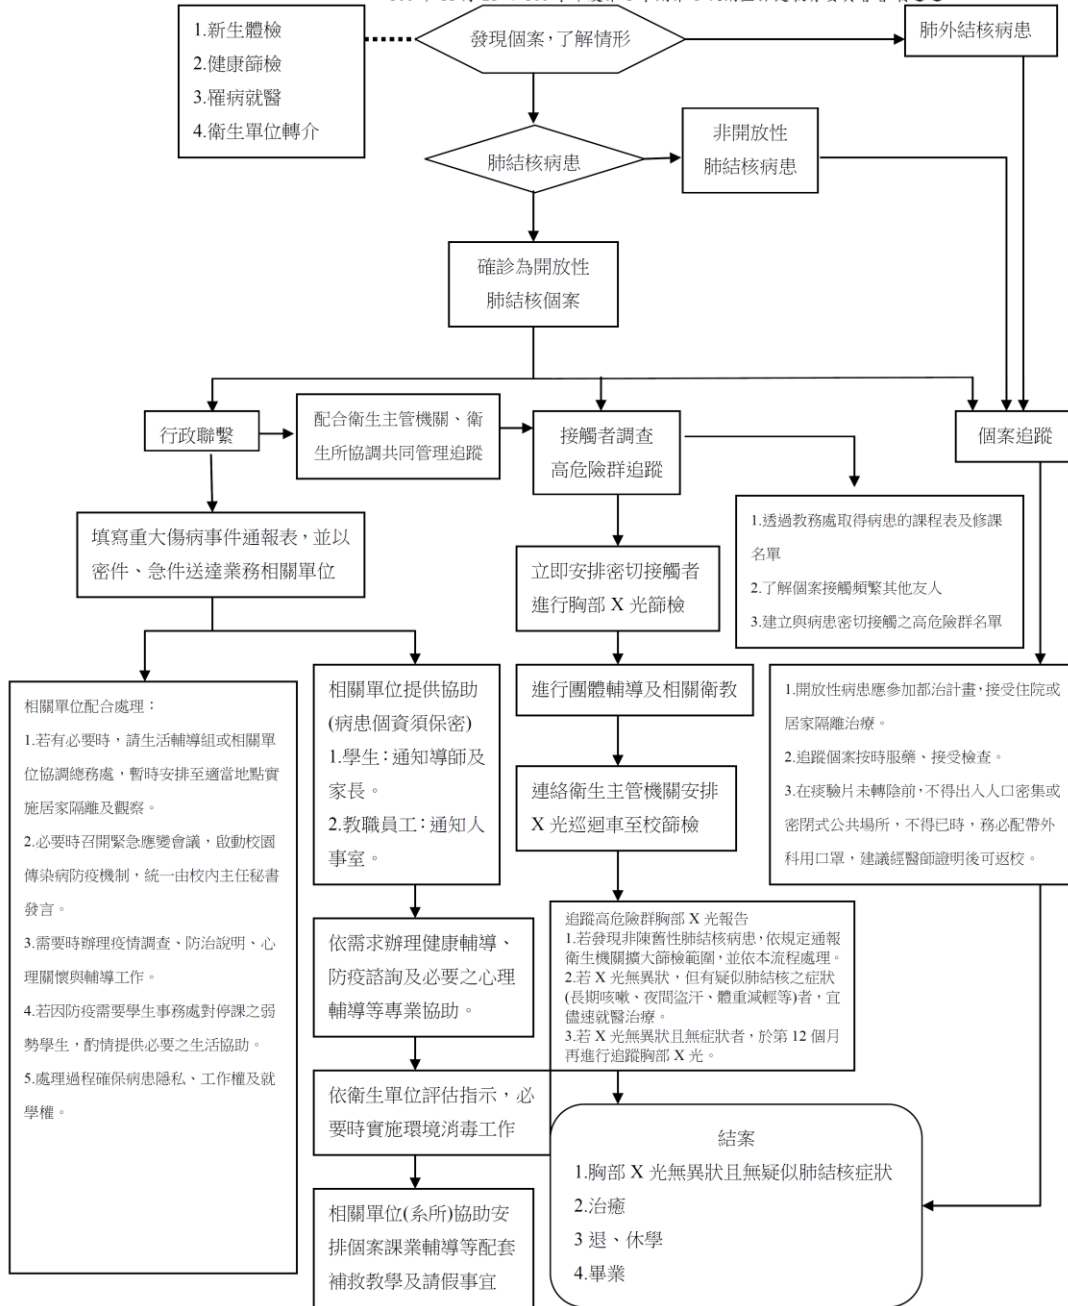 1.新生體檢
2.健康篩檢
3.罹病就醫
4.衛生單位轉介
發現個案，了解情形
肺外結核病患
肺結核病患
非開放性
肺結核病患
確診為開放性
肺結核個案
行政聯繫
配合衛生主管機關、衛
生所協調共同管理追蹤
接觸者調查
高危險群追蹤
個案追蹤
填寫重大傷病事件通報表，並以
密件、急件送達業務相關單位
立即安排密切接觸者
進行胸部 X 光篩檢
1.透過教務處取得病患的課程表及修課
名單
2.了解個案接觸頻繁其他友人
3.建立與病患密切接觸之高危險群名單
相關單位配合處理：
1.若有必要時，請生活輔導組或相關單
位協調總務處，暫時安排至適當地點實
施居家隔離及觀察。
2.必要時召開緊急應變會議，啟動校園
傳染病防疫機制，統一由校內主任秘書
發言。
3.需要時辦理疫情調查、防治說明、心
理關懷與輔導工作。
4.若因防疫需要學生事務處對停課之弱
勢學生，酌情提供必要之生活協助。
5.處理過程確保病患隱私、工作權及就
學權。
相關單位提供協助
(病患個資須保密)
1.學生：通知導師及
家長。
2.教職員工：通知人
事室。
進行團體輔導及相關衛教
連絡衛生主管機關安排
X 光巡迴車至校篩檢
1.開放性病患應參加都治計畫，接受住院或
居家隔離治療。
2.追蹤個案按時服藥、接受檢查。
3.在痰驗片未轉陰前，不得出入人口密集或
密閉式公共場所，不得已時，務必配帶外
科用口罩，建議經醫師證明後可返校。
依需求辦理健康輔導、
防疫諮詢及必要之心理
輔導等專業協助。
追蹤高危險群胸部 X 光報告
1.若發現非陳舊性肺結核病患，依規定通報
衛生機關擴大篩檢範圍，並依本流程處理。
2.若 X 光無異狀，但有疑似肺結核之症狀
(長期咳嗽、夜間盜汗、體重減輕等)者，宜
儘速就醫治療。
3.若 X 光無異狀且無症狀者，於第 12 個月
再進行追蹤胸部 X 光。
依衛生單位評估指示，必
要時實施環境消毒工作
相關單位(系所)協助安
排個案課業輔導等配套
補救教學及請假事宜
結案
1.胸部 X 光無異狀且無疑似肺結核症狀
2.治癒
3 退、休學
4.畢業